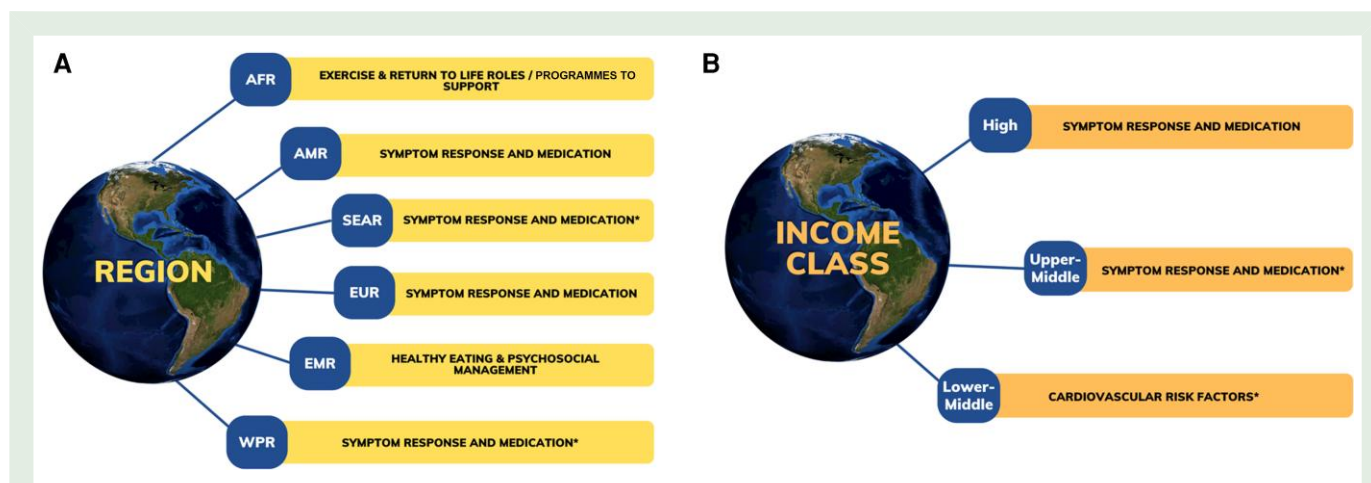 A
REGION
AFR
EXERCISE & RETURN TO LIFE ROLES / PROGRAMMES TO
SUPPORT
AMR
SYMPTOM RESPONSE AND MEDICATION
SEAR
SYMPTOM RESPONSE AND MEDICATION*
EUR
SYMPTOM RESPONSE AND MEDICATION
EMR
HEALTHY EATING & PSYCHOSOCIAL
MANAGEMENT
WPR
SYMPTOM RESPONSE AND MEDICATION*
B
INCOME
CLASS
High
SYMPTOM RESPONSE AND MEDICATION
Upper-
Middle
SYMPTOM RESPONSE AND MEDICATION*
Lower-
Middle
CARDIOVASCULAR RISK FACTORS*